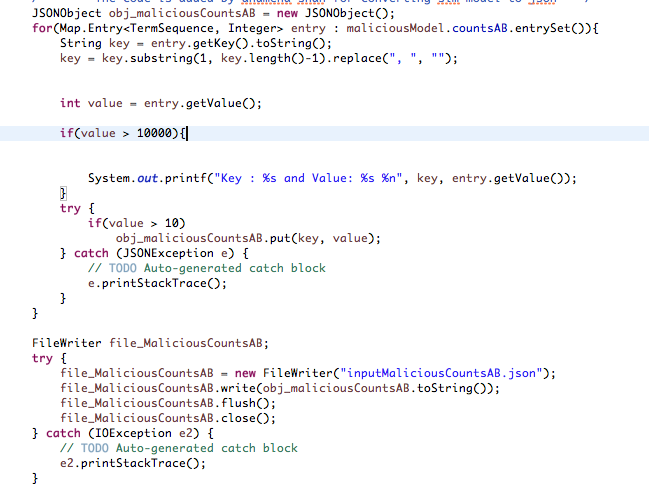 JSONObject obj_maliciousCountsAB = new JSONObject();
for(Map.Entry<TermSequence, Integer> entry : maliciousModel.countsAB.entrySet()){
String key = entry.getKey().toString();
key = key.substring(1, key.length()-1).replace(", ", "");
int value = entry.getValue();
if(value > 10000){
System.out.printf("Key : %s and Value: %s %n", key, entry.getValue());
}
try {
if(value > 10)
obj_maliciousCountsAB.put(key, value);
} catch (JSONException e) {
// TODO Auto-generated catch block
e.printStackTrace();
}
}
FileWriter file_MaliciousCountsAB;
try {
file_MaliciousCountsAB = new FileWriter("inputMaliciousCountsAB.json");
file_MaliciousCountsAB.write(obj_maliciousCountsAB.toString());
file_MaliciousCountsAB.flush();
file_MaliciousCountsAB.close();
} catch (IOException e2) {
// TODO Auto-generated catch block
e2.printStackTrace();
}